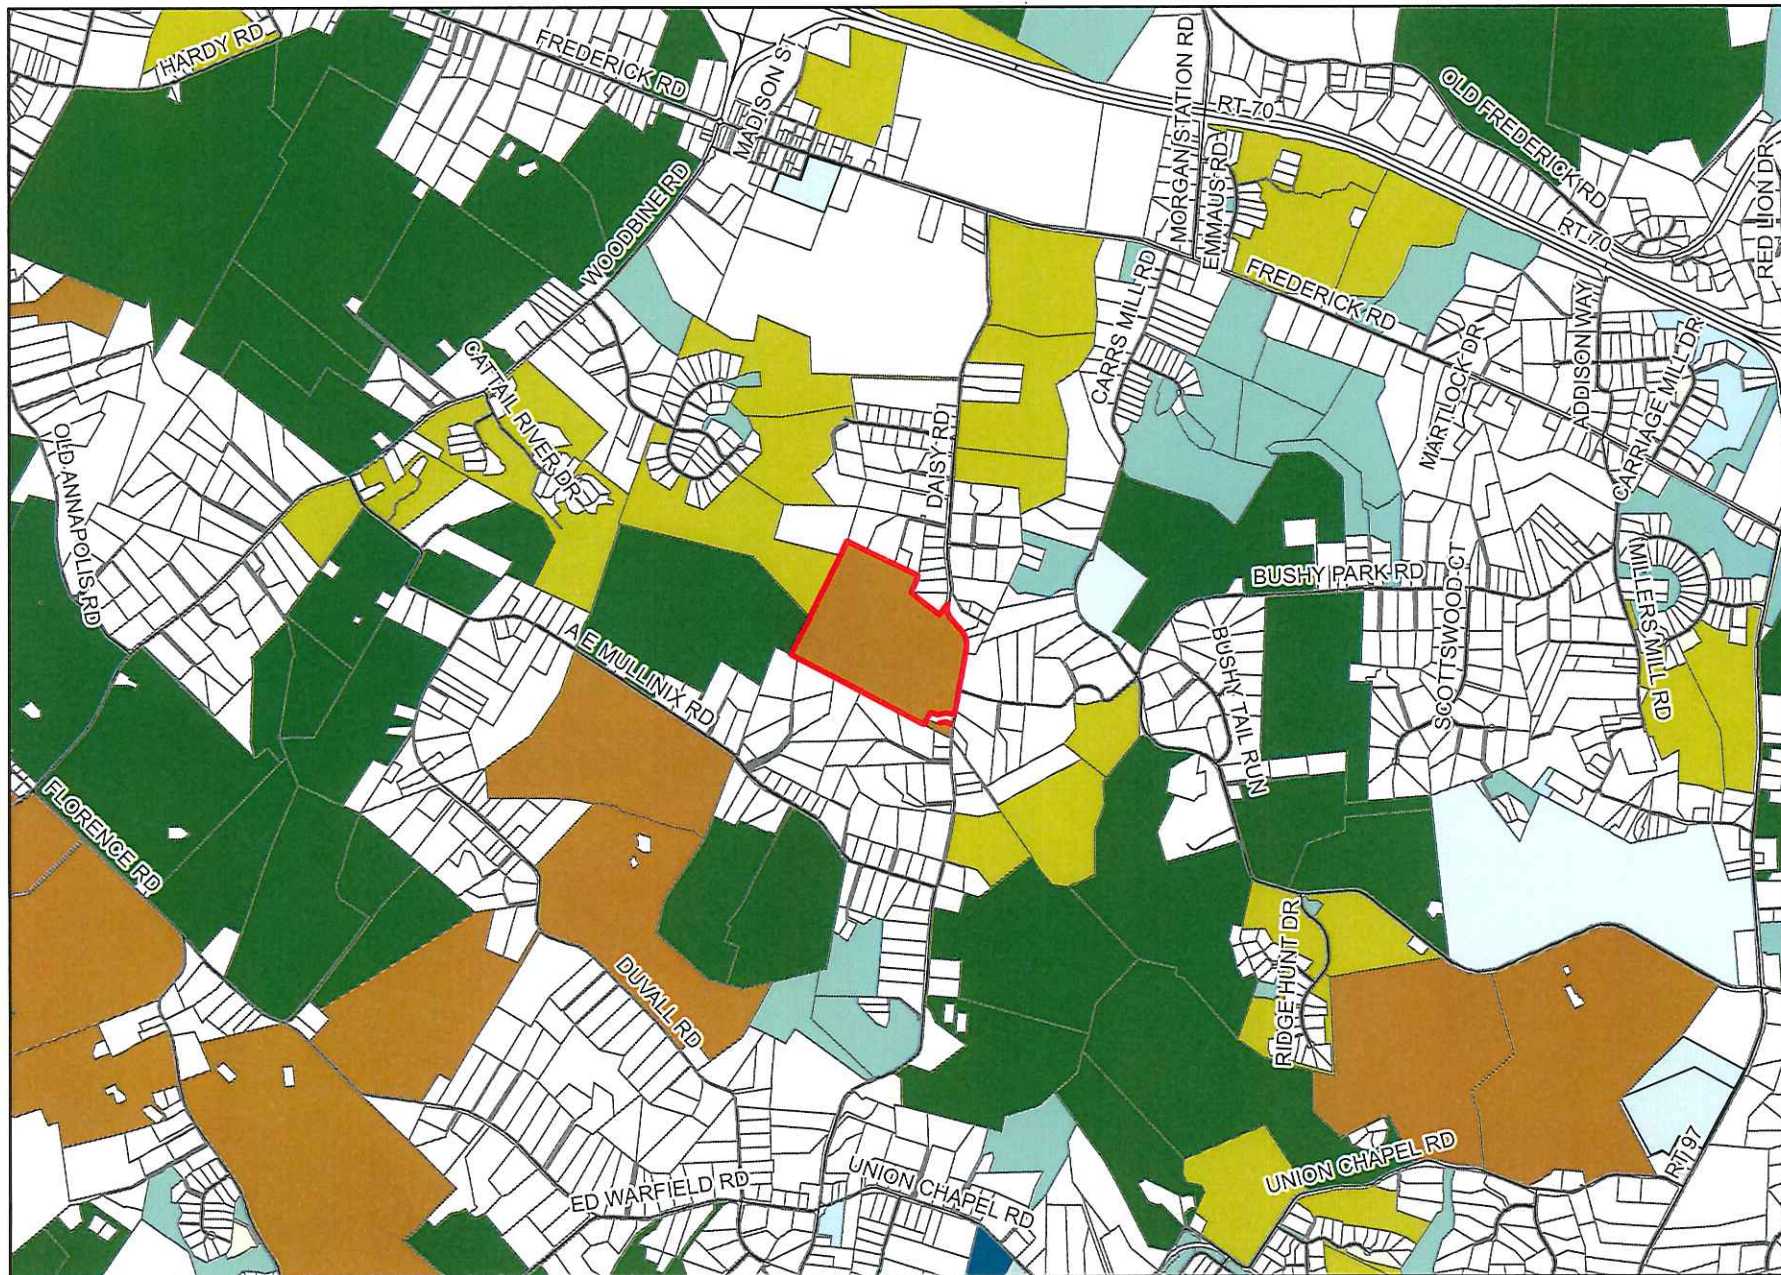 HARDY RD
FREDERICK RD
MADISON ST
MORGAN STATION RD
RT 70
OLD FREDERICK RD
WOODBINE RD
EMMAUS RD
RT 70
RED LION DR
CARRS MILL RD
FREDERICK RD
ADDISON WAY
CATTAIL RIVER DR
MARTLOCK DR
CARRIAGE MILL DR
OLD ANNAPOLIS RD
DAISY RD
BUSHY PARK RD
SCOTTSWOOD CT
MILLERS MILL RD
A E MULLINIX RD
BUSHY TAIL RUN
FLORENCE RD
DUVALL RD
RIDGE HUNT DR
ED WARFIELD RD
UNION CHAPEL RD
UNION CHAPEL RD
RT 97